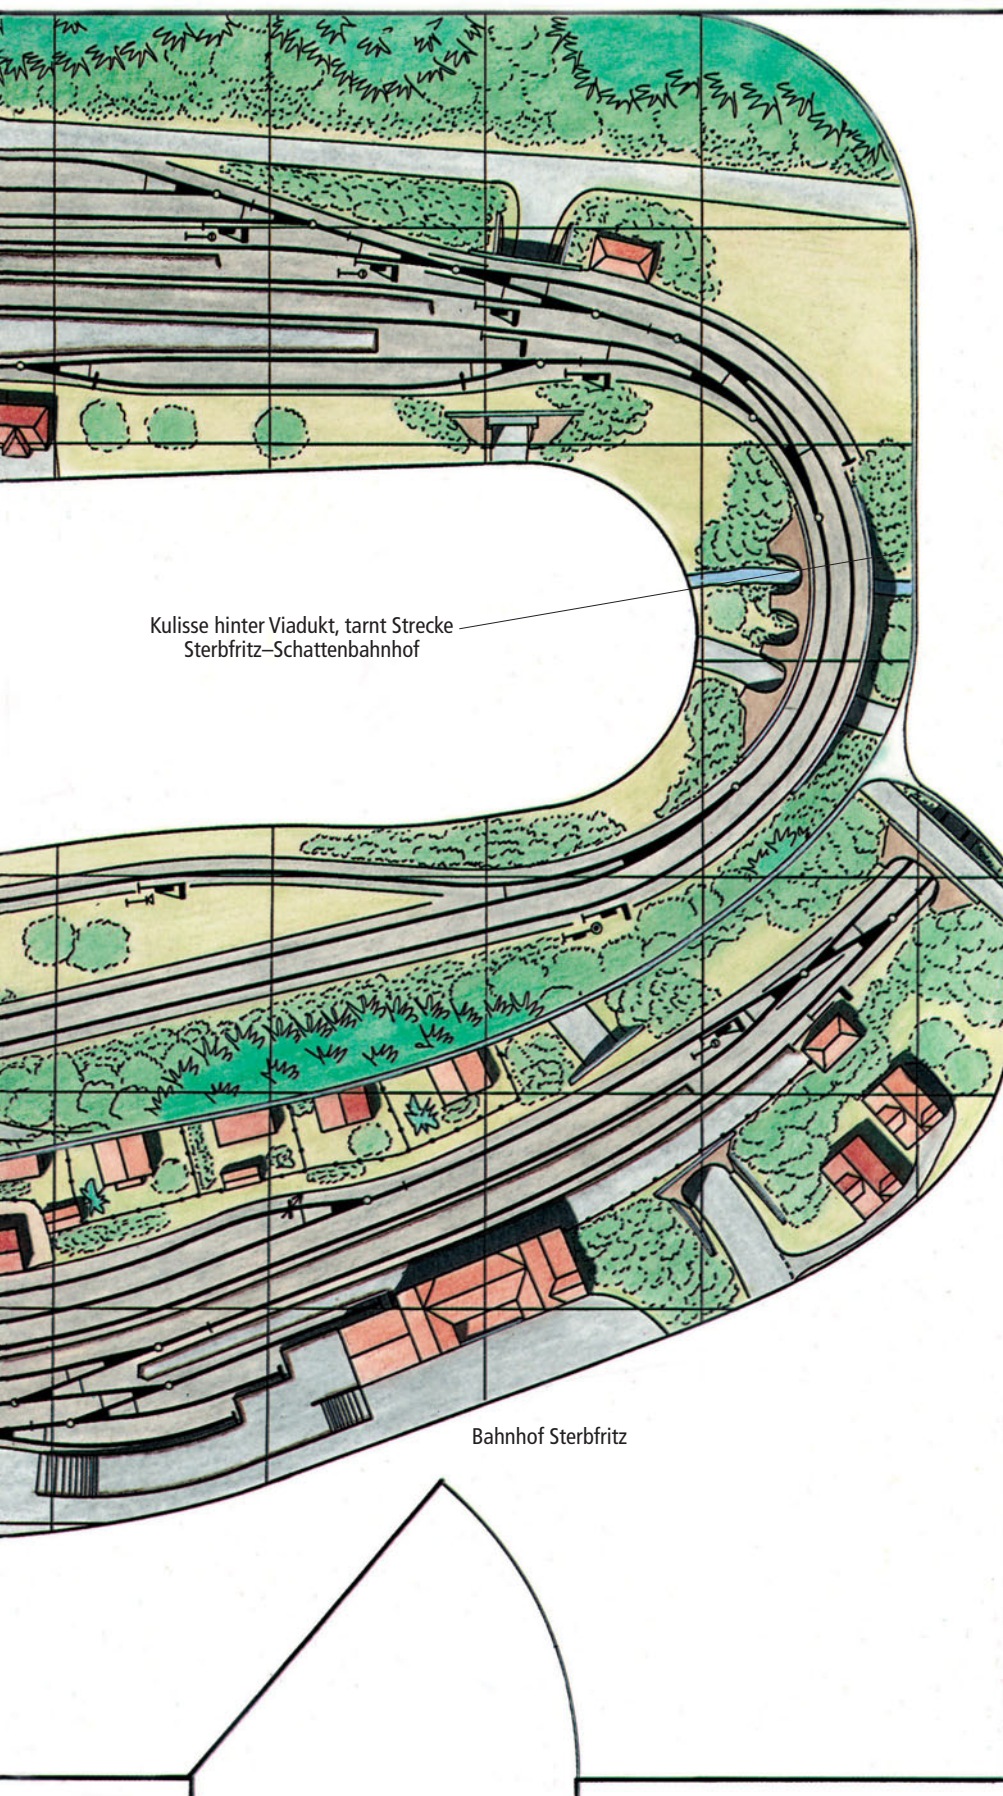 Kulisse hinter Viadukt, tarnt Strecke
Sterbfritz–Schattenbahnhof
Bahnhof Sterbfritz